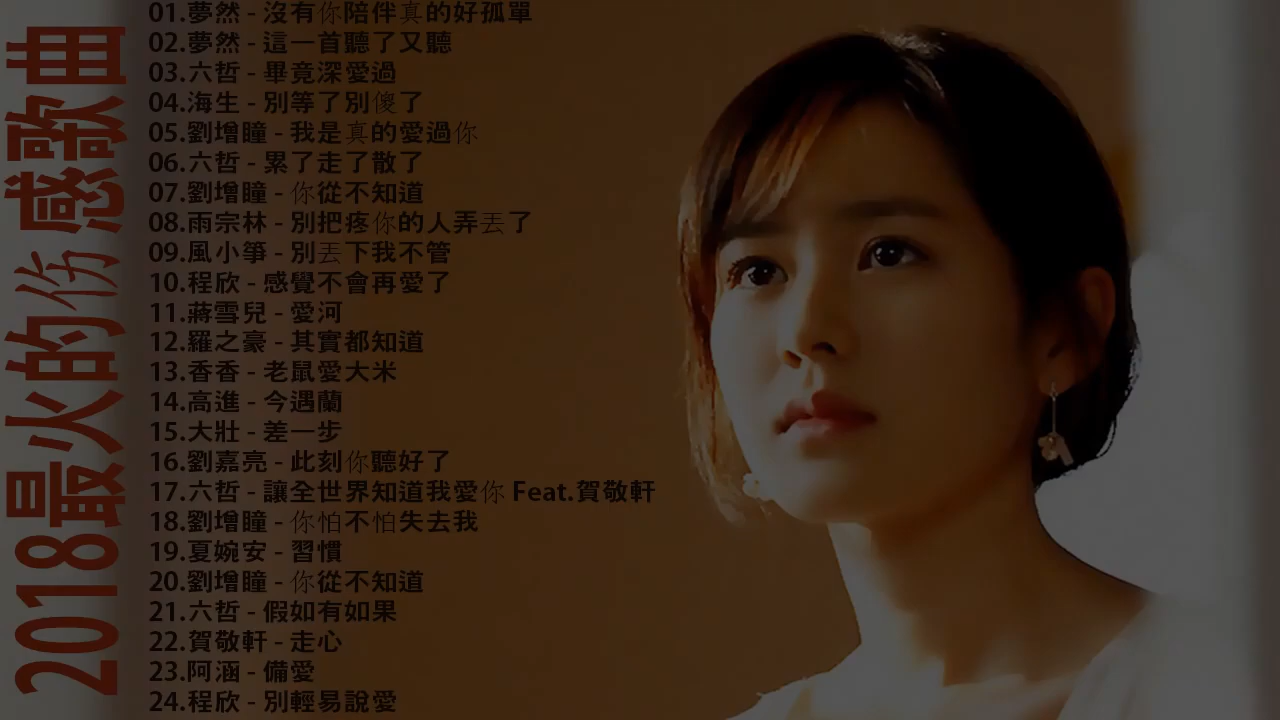 2018最火的伤感歌曲
01.夢然 - 沒有你陪伴真的好孤單
02.夢然 - 這一首聽了又聽
03.六哲 - 畢竟深愛過
04.海生 - 別等了別傻了
05.劉增瞳 - 我是真的愛過你
06.六哲 - 累了走了散了
07.劉增瞳 - 你從不知道
08.雨宗林 - 別把疼你的人弄丟了
09.風小箏 - 別丟下我不管
10.程欣 - 感覺不會再愛了
11.蔣雪兒 - 愛河
12.羅之豪 - 其實都知道
13.香香 - 老鼠愛大米
14.高進 - 今遇蘭
15.大壯 - 差一步
16.劉嘉亮 - 此刻你聽好了
17.六哲 - 讓全世界知道我愛你 Feat.賀敬軒
18.劉增瞳 - 你怕不怕失去我
19.夏婉安 - 習慣
20.劉增瞳 - 你從不知道
21.六哲 - 假如有如果
22.賀敬軒 - 走心
23.阿涵 - 備愛
24.程欣 - 別輕易說愛